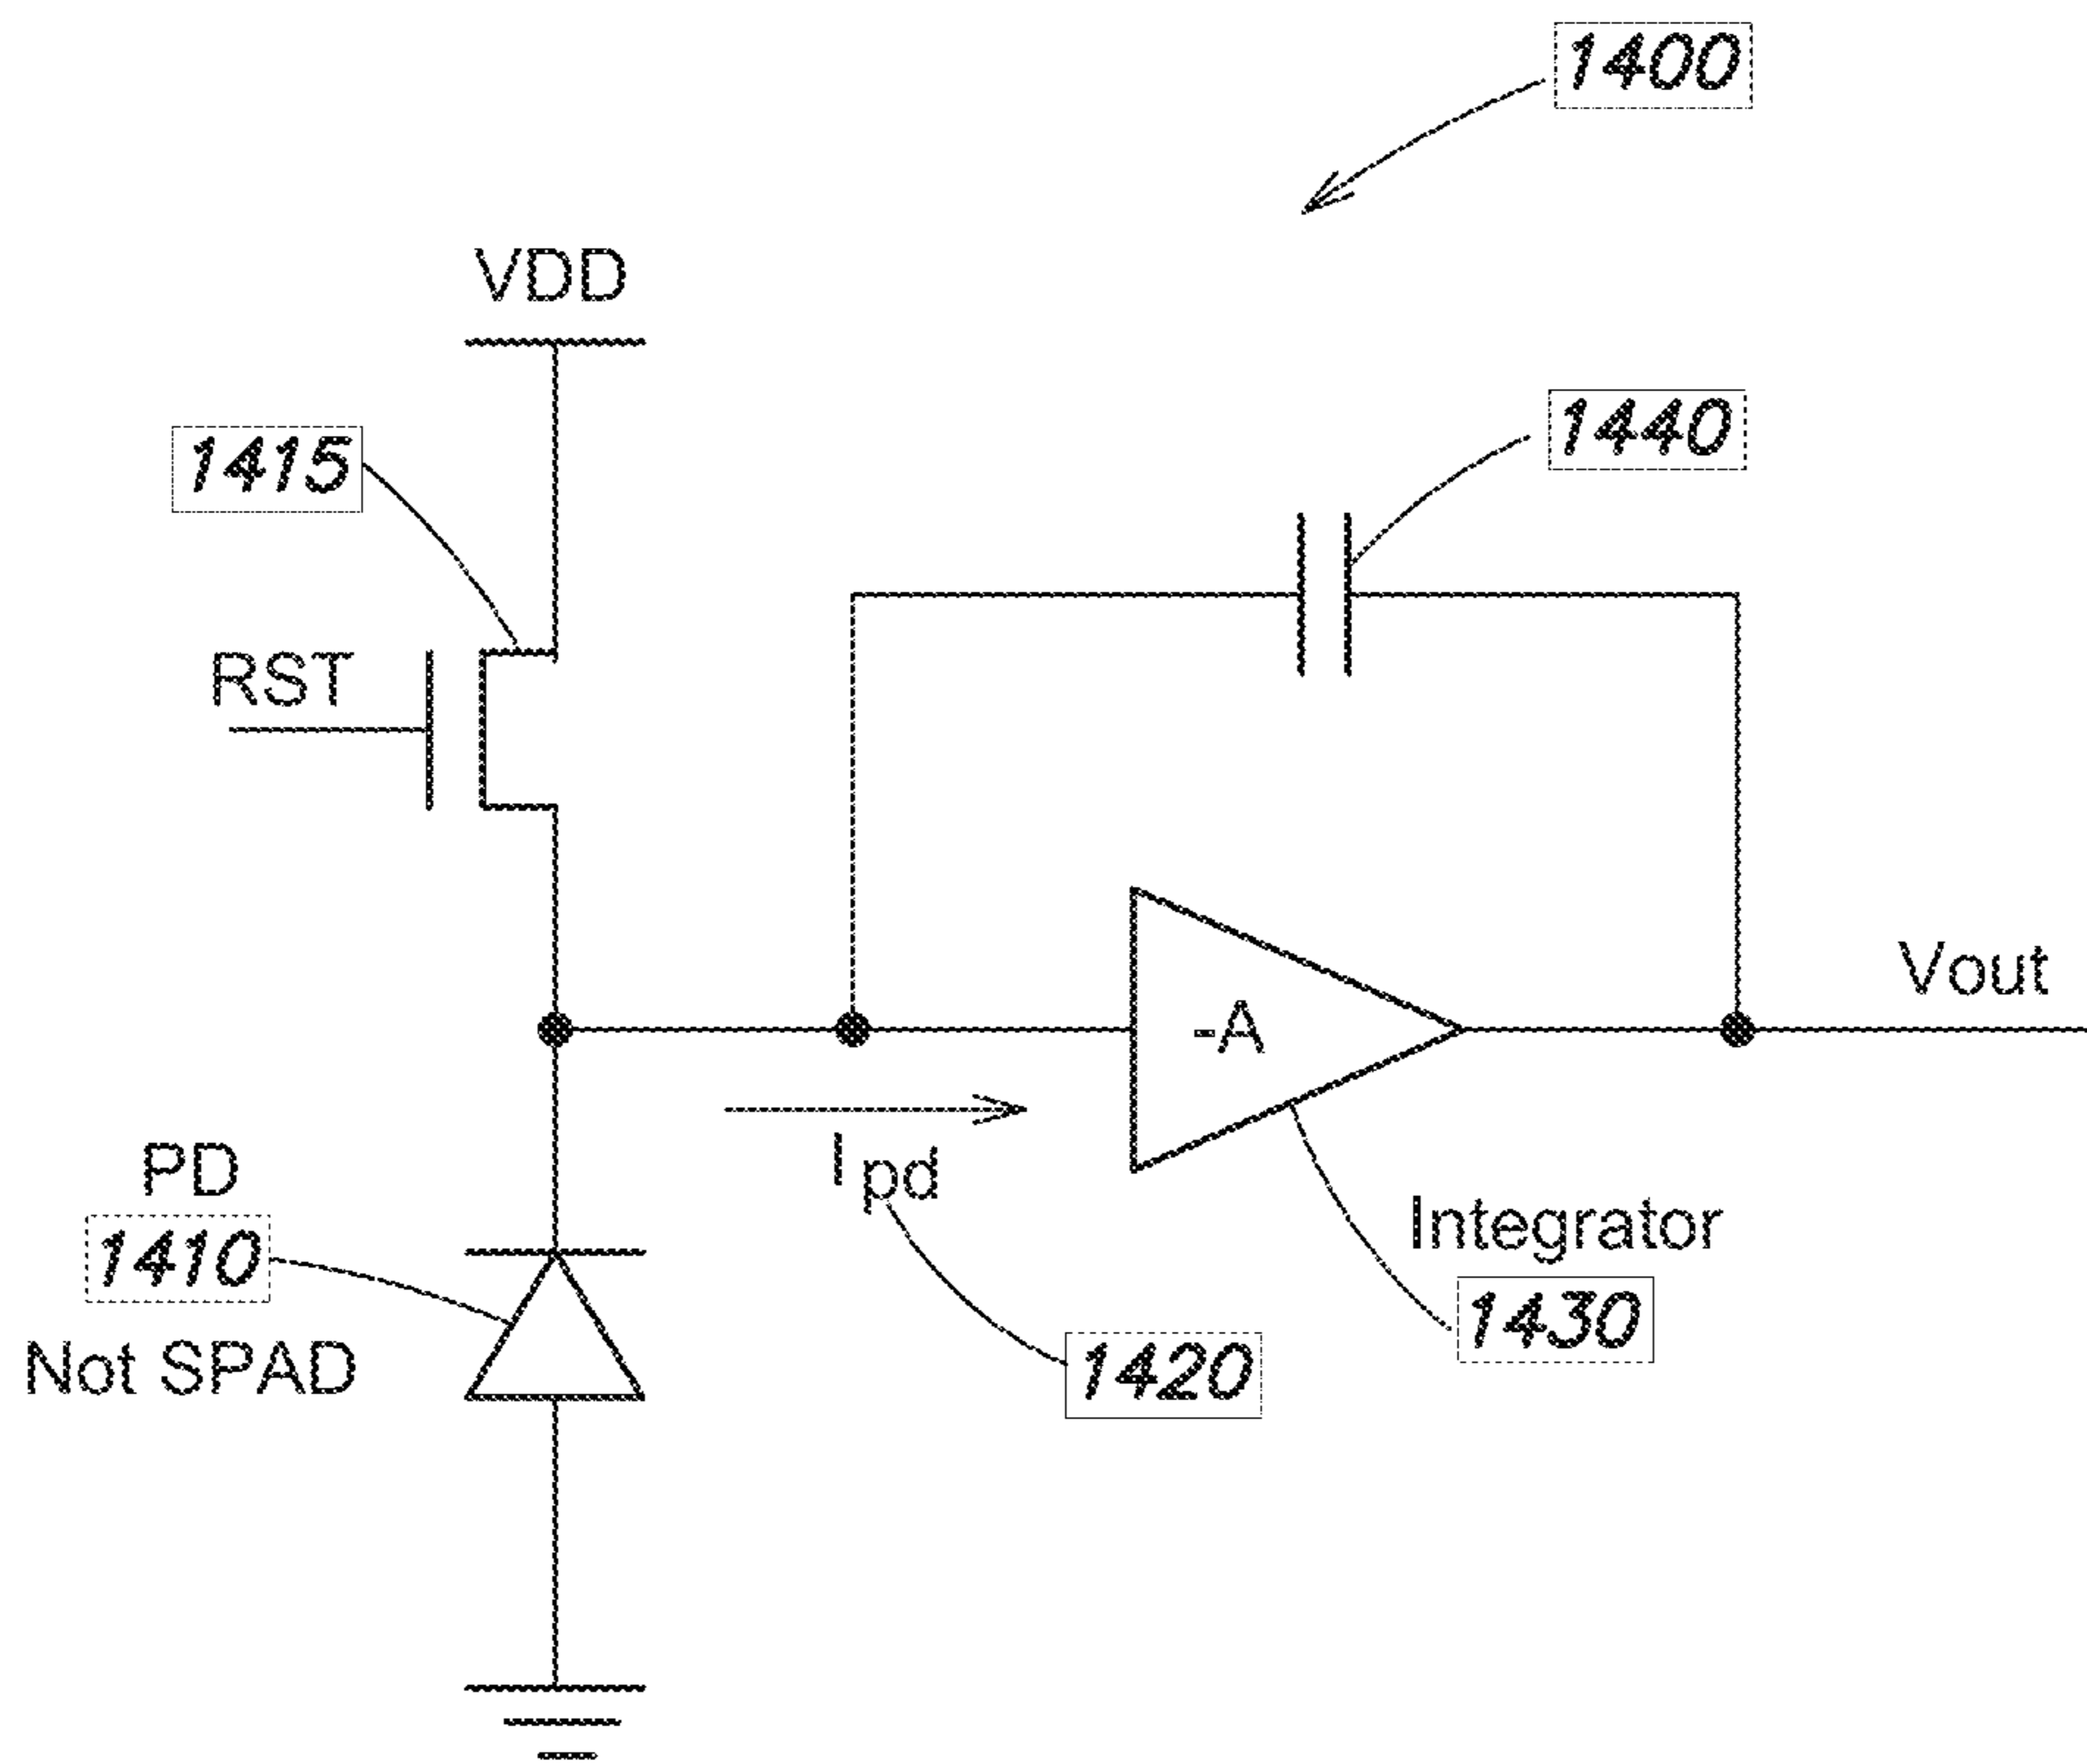 1400
VDD
1440
1415
RST
Vout
-A
PD
Ipd
Integrator
1410
1430
Not SPAD
1420